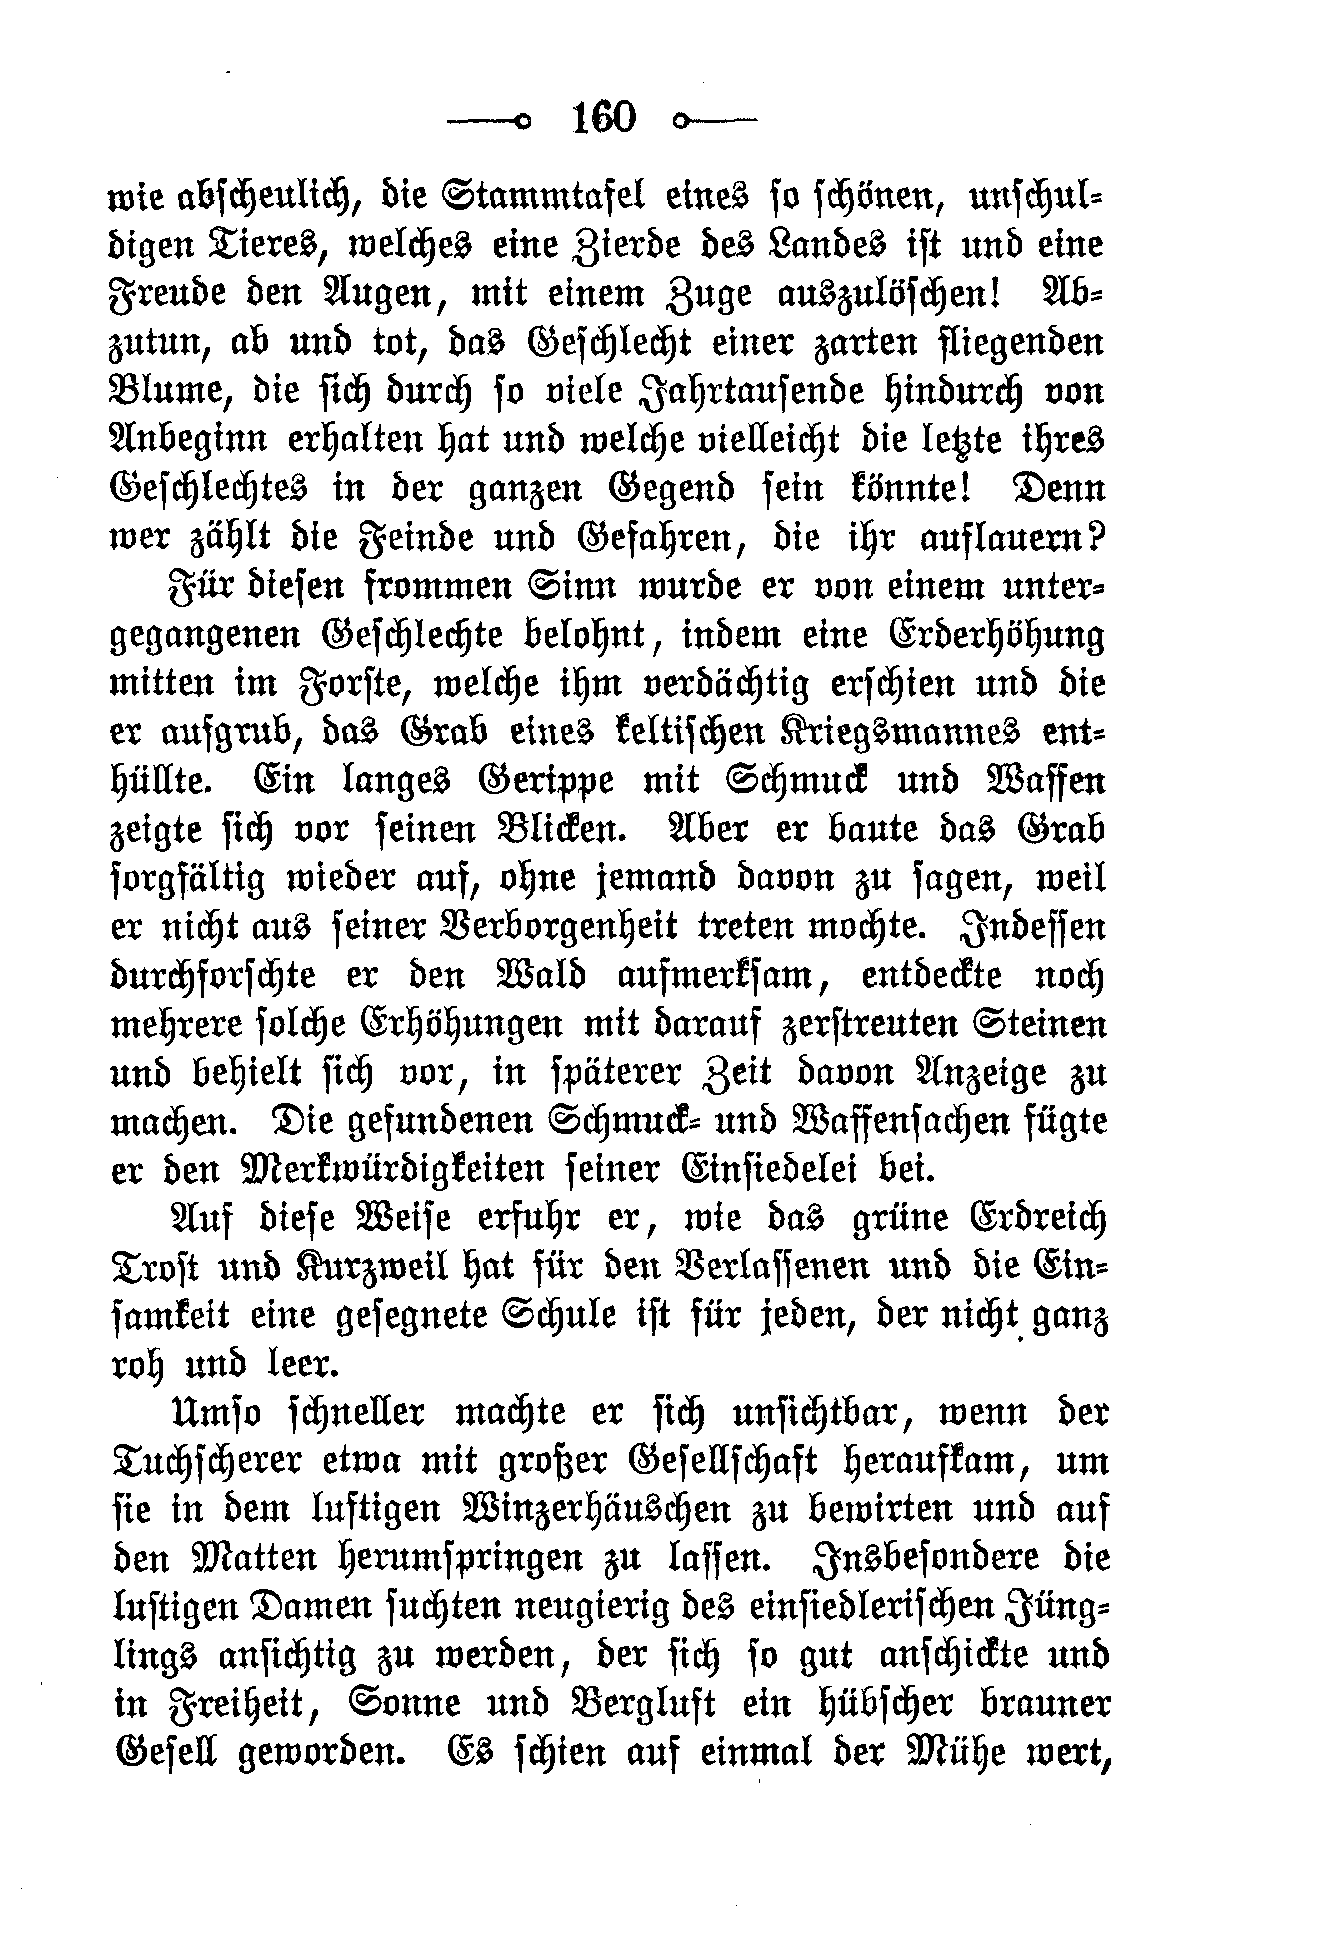 160
wie abscheulich, die Stammtafel eines so schönen, unschul-
digen Tieres, welches eine Zierde des Landes ist und eine
Freude den Augen, mit einem Zuge auszulöschen! Ab-
zutun, ab und tot, das Geschlecht einer zarten fliegenden
Blume, die sich durch so viele Jahrtausende hindurch von
Anbeginn erhalten hat und welche vielleicht die letzte ihres
Geschlechtes in der ganzen Gegend sein könnte! Denn
wer zählt die Feinde und Gefahren, die ihr auflauern?
Für diesen frommen Sinn wurde er von einem unter-
gegangenen Geschlechte belohnt, indem eine Erderhöhung
mitten im Forste, welche ihm verdächtig erschien und die
er aufgrub, das Grab eines keltischen Kriegsmannes ent-
hüllte. Ein langes Gerippe mit Schmuck und Waffen
zeigte sich vor seinen Blicken. Aber er baute das Grab
sorgfältig wieder auf, ohne jemand davon zu sagen, weil
er nicht aus seiner Verborgenheit treten mochte. Indessen
durchforschte er den Wald aufmerksam, entdeckte noch
mehrere solche Erhöhungen mit darauf zerstreuten Steinen
und behielt sich vor, in späterer Zeit davon Anzeige zu
machen. Die gefundenen Schmuck- und Waffensachen fügte
er den Merkwürdigkeiten seiner Einsiedelei bei.
Auf diese Weise erfuhr er, wie das grüne Erdreich
Trost und Kurzweil hat für den Verlassenen und die Ein-
samkeit eine gesegnete Schule ist für jeden, der nicht ganz
roh und leer.
Umso schneller machte er sich unsichtbar, wenn der
Tuchscherer etwa mit großer Gesellschaft heraufkam, um
sie in dem luftigen Winzerhäuschen zu bewirten und auf
den Matten herumspringen zu lassen. Insbesondere die
lustigen Damen suchten neugierig des einsiedlerischen Jüng-
lings ansichtig zu werden, der sich so gut anschickte und
in Freiheit, Sonne und Bergluft ein hübscher brauner
Gesell geworden. Es schien auf einmal der Mühe wert,